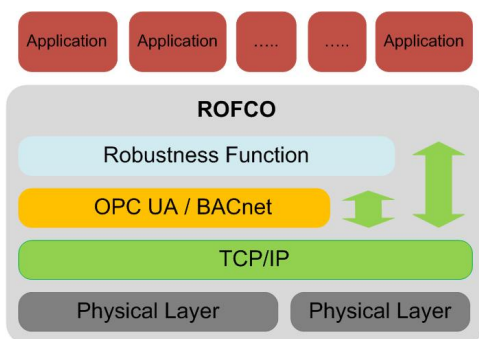 Application Application ..... ..... Application
ROFCO
Robustness Function
OPC UA / BACnet
TCP/IP
Physical Layer Physical Layer